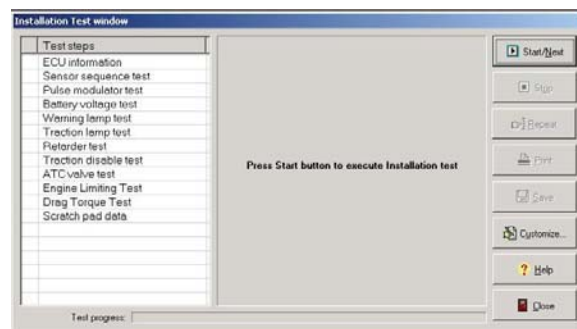 Installation Test window
Test steps
ECU information
Sensor sequence test
Pulse modulator test
Battery voltage test
Warning lamp test
Traction lamp test
Retarder test
Traction disable test
ATC valve test
Engine Limiting Test
Drag Torque Test
Scratch pad data
Press Start button to execute Installation test
Start/Next
Stop
Repeat
Print
Save
Customize...
Help
Close
Test progress: